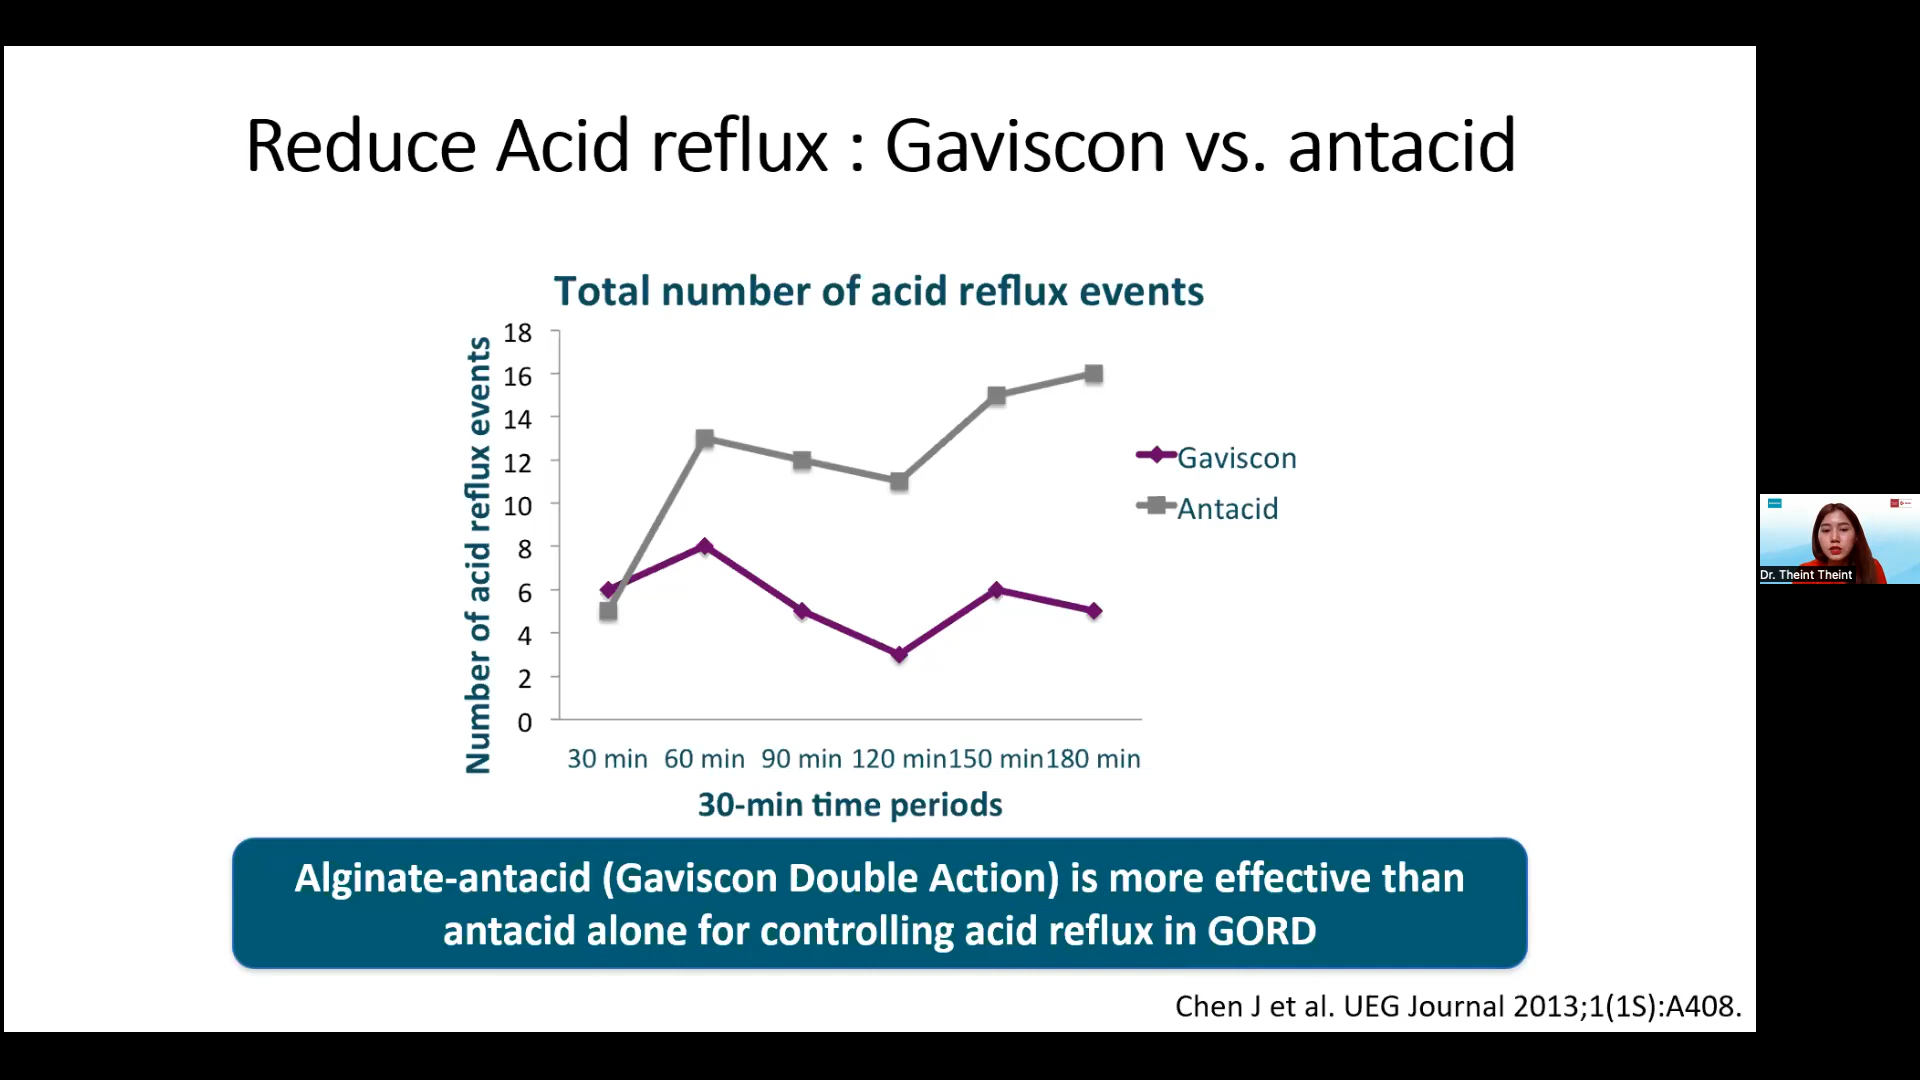 Reduce Acid reflux : Gaviscon vs. antacid
Total number of acid reflux events
Number of acid reflux events
18
16
14
12
10
8
6
4
2
0
30 min 60 min 90 min 120 min 150 min 180 min
30-min time periods
Gaviscon
Antacid
Alginate-antacid (Gaviscon Double Action) is more effective than
antacid alone for controlling acid reflux in GORD
Chen J et al. UEG Journal 2013;1(1S):A408.
Dr. Theint Theint